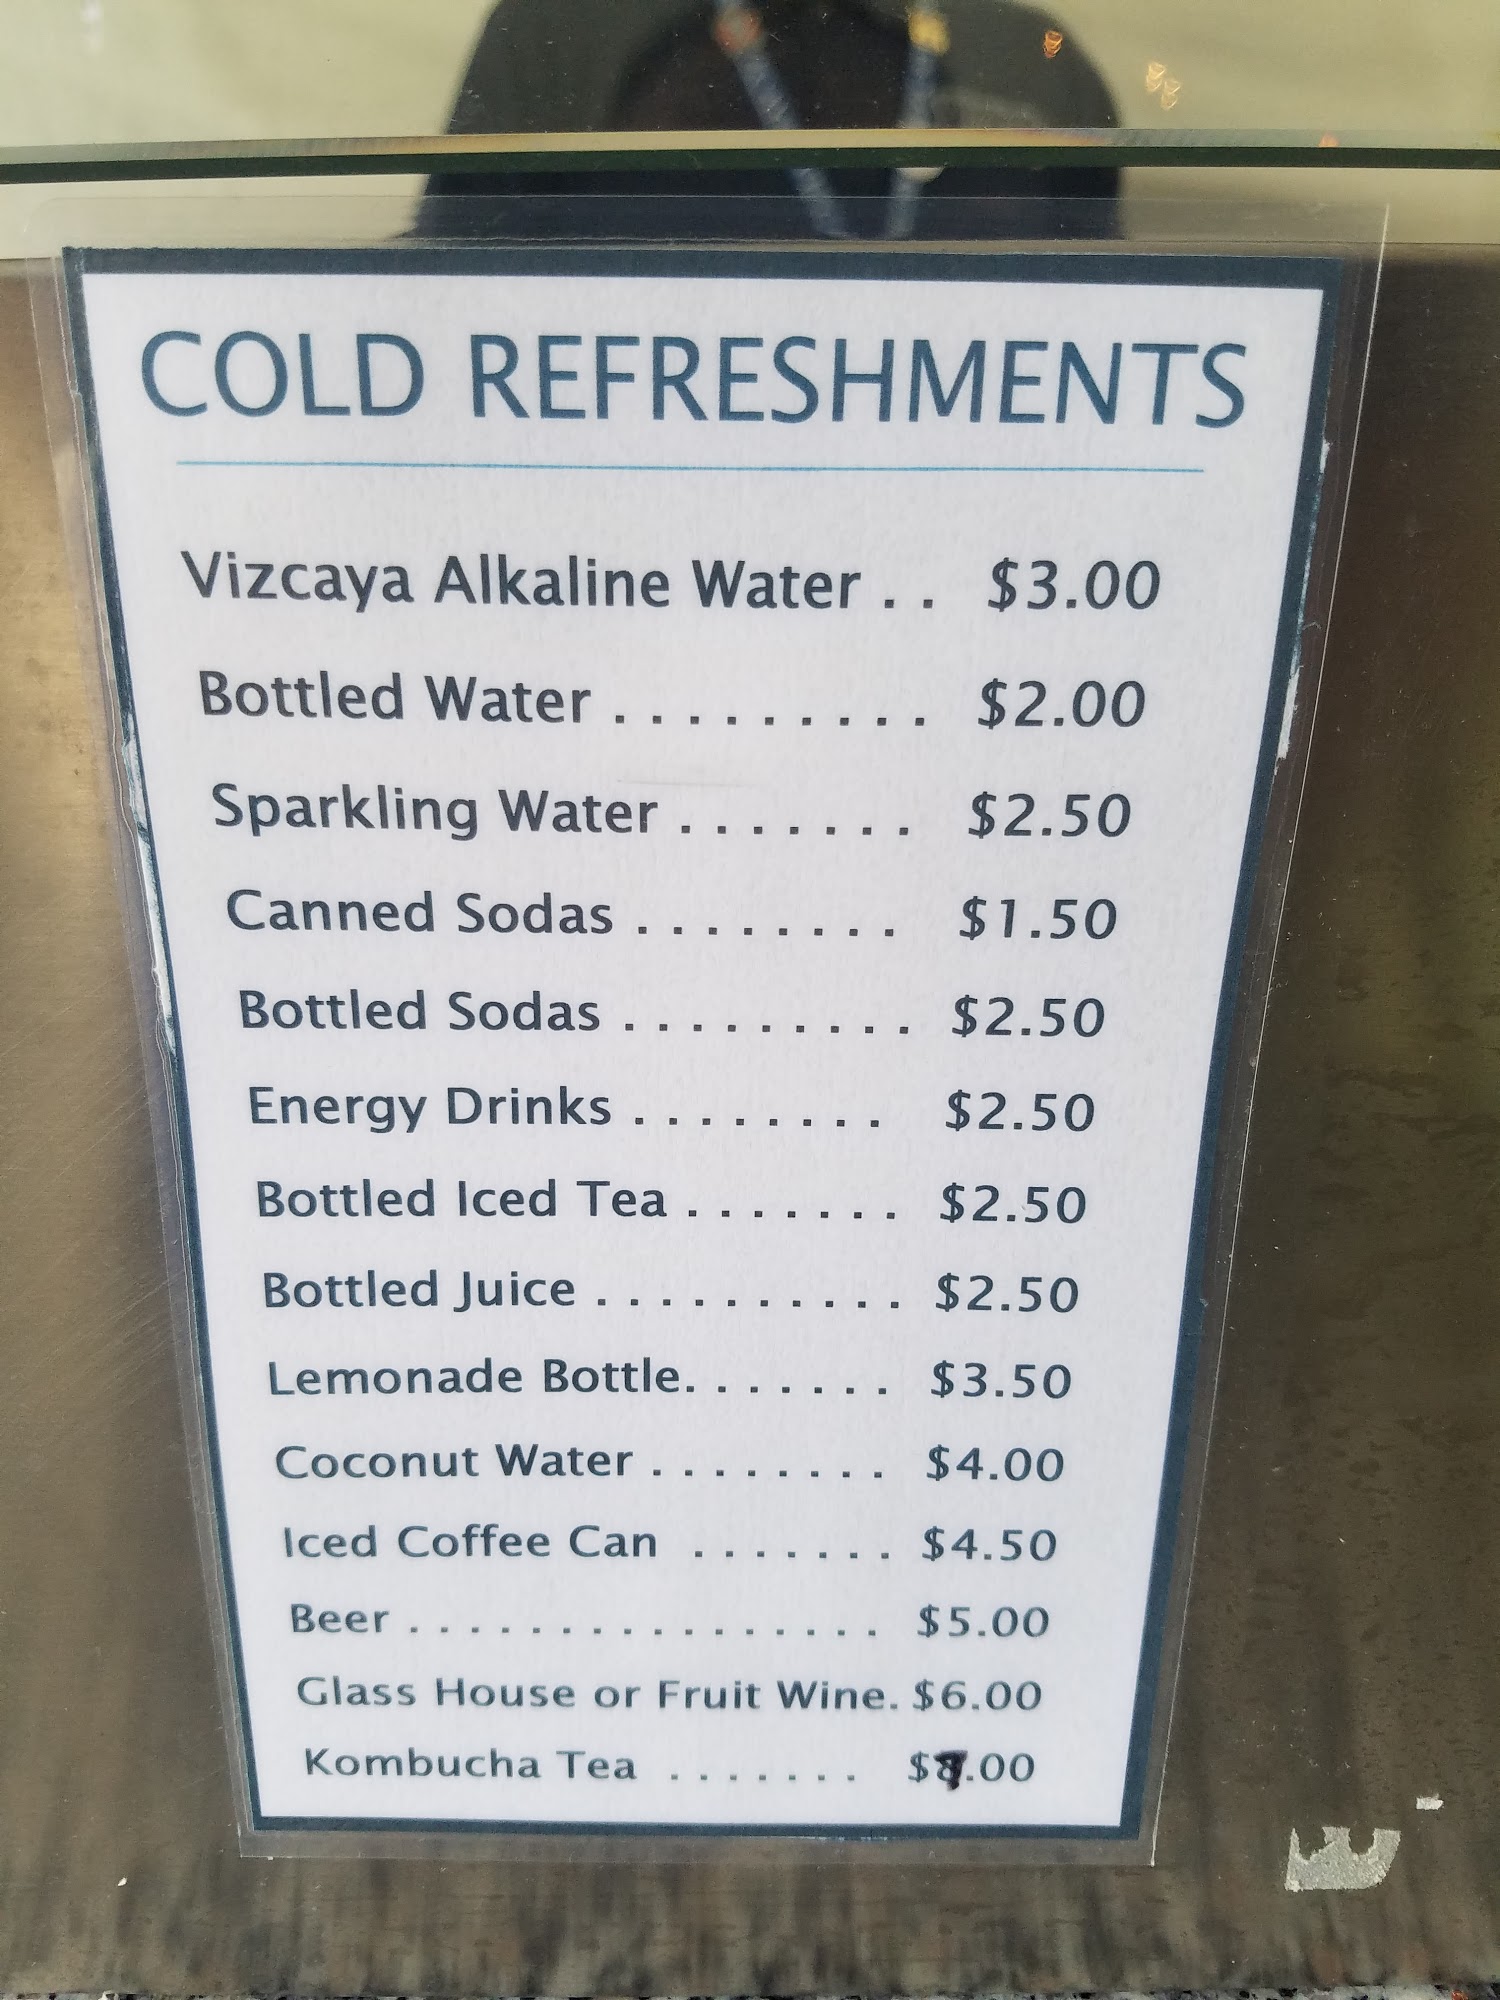 COLD REFRESHMENTS
Vizcaya Alkaline Water . . $3.00
Bottled Water . . . . . . . . . $2.00
Sparkling Water . . . . . . . $2.50
Canned Sodas . . . . . . . . $1.50
Bottled Sodas . . . . . . . . . $2.50
Energy Drinks . . . . . . . . $2.50
Bottled Iced Tea . . . . . . . $2.50
Bottled Juice . . . . . . . . . . $2.50
Lemonade Bottle. . . . . . . $3.50
Coconut Water . . . . . . . . $4.00
Iced Coffee Can . . . . . . . $4.50
Beer . . . . . . . . . . . . . . . . $5.00
Glass House or Fruit Wine. $6.00
Kombucha Tea . . . . . . .